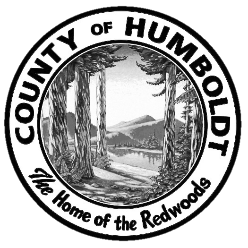 COUNTY OF HUMBOLDT
The Home of the Redwoods